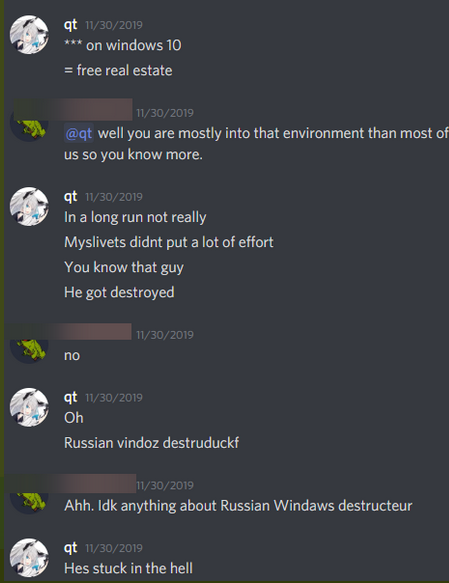 qt 11/30/2019
*** on windows 10
= free real estate
11/30/2019
@qt well you are mostly into that environment than most of
us so you know more.
qt 11/30/2019
In a long run not really
Myslivets didnt put a lot of effort
You know that guy
He got destroyed
11/30/2019
no
qt 11/30/2019
Oh
Russian vindoz destruduckf
11/30/2019
Ahh. Idk anything about Russian Windaws destructeur
qt 11/30/2019
Hes stuck in the hell